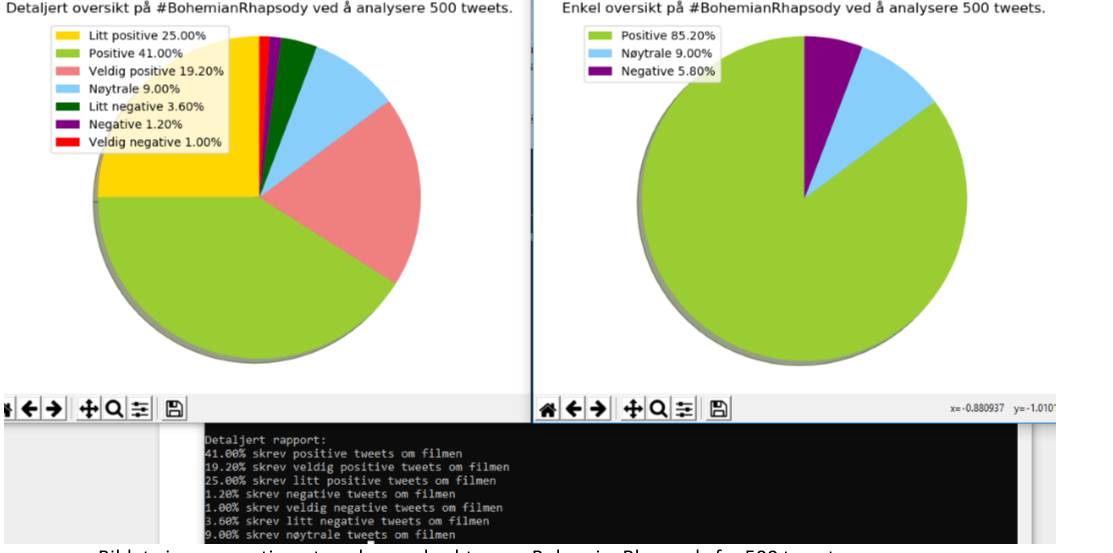 Detaljert oversikt på #BohemianRhapsody ved å analysere 500 tweets.
Litt positive 25.00%
Positive 41.00%
Veldig positive 19.20%
Nøytrale 9.00%
Litt negative 3.60%
Negative 1.20%
Veldig negative 1.00%
Enkel oversikt på #BohemianRhapsody ved å analysere 500 tweets.
Positive 85.20%
Nøytrale 9.00%
Negative 5.80%
x=-0.880937 y=-1.0101
Detaljert rapport:
41.00% skrev positive tweets om filmen
19.20% skrev veldig positive tweets om filmen
25.00% skrev litt positive tweets om filmen
1.20% skrev negative tweets om filmen
1.00% skrev veldig negative tweets om filmen
3.60% skrev litt negative tweets om filmen
9.00% skrev nøytrale tweets om filmen